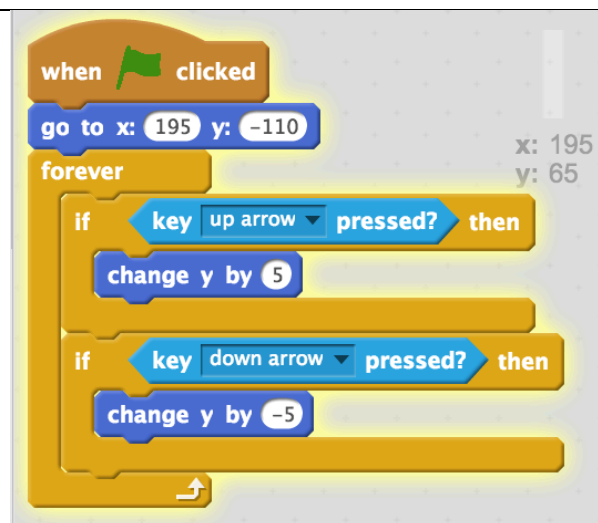 when clicked
go to x: 195 y: -110
x: 195
forever
y: 65
if key up arrow pressed? then
change y by 5
if key down arrow pressed? then
change y by -5